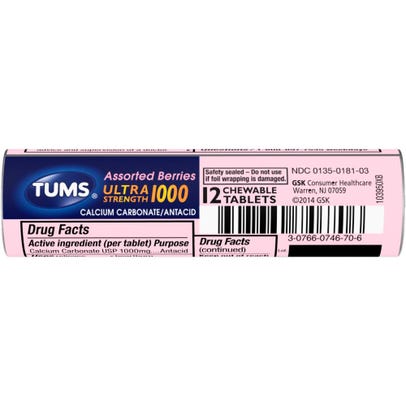 Assorted Berries
TUMS®
ULTRA
STRENGTH
1000
CALCIUM CARBONATE/ANTACID
Drug Facts
Active ingredient (per tablet) Purpose
Calcium Carbonate USP 1000mg Antacid
Safety sealed – Do not use
if foil wrapping is damaged.
12 CHEWABLE
TABLETS
NDC 0135-0181-03
GSK Consumer Healthcare
Warren, NJ 07059
©2014 GSK
103950XB
Drug Facts
(continued)
3-0766-0746-70-6